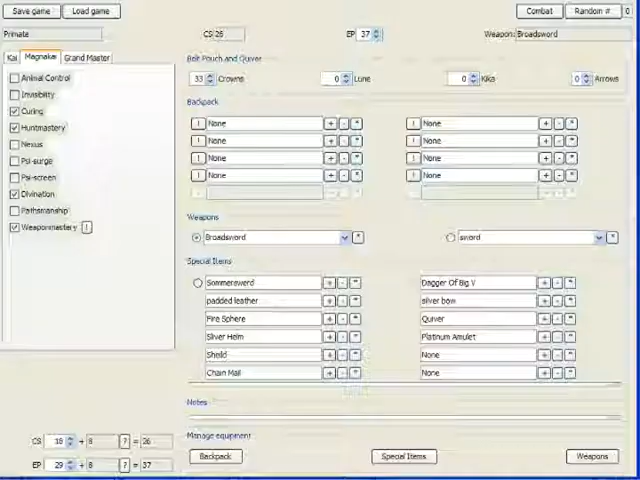 Save game Load game Combat Random # 0
Primate CS 26 EP 37 Weapon: Broadsword
Kai Magnakai Grand Master
Belt Pouch and Quiver
33 Crowns 0 Lune 0 Kika 0 Arrows
Animal Control
Invisibility
Curing
Huntmastery
Nexus
Psi-surge
Psi-screen
Divination
Pathsmanship
Weaponmastery !
Backpack
! None + - * ! None + - *
! None + - * ! None + - *
! None + - * ! None + - *
! None + - * ! None + - *
Weapons
Broadsword * sword *
Special Items
Sommerswerd + - * Dagger Of Big V + - *
padded leather + - * silver bow + - *
Fire Sphere + - * Quiver + - *
Silver Helm + - * Platinum Amulet + - *
Sheild + - * None + - *
Chain Mail + - * None + - *
Notes
Manage equipment
Backpack Special Items Weapons
CS 18 + 8 ? = 26
EP 29 + 8 ? = 37